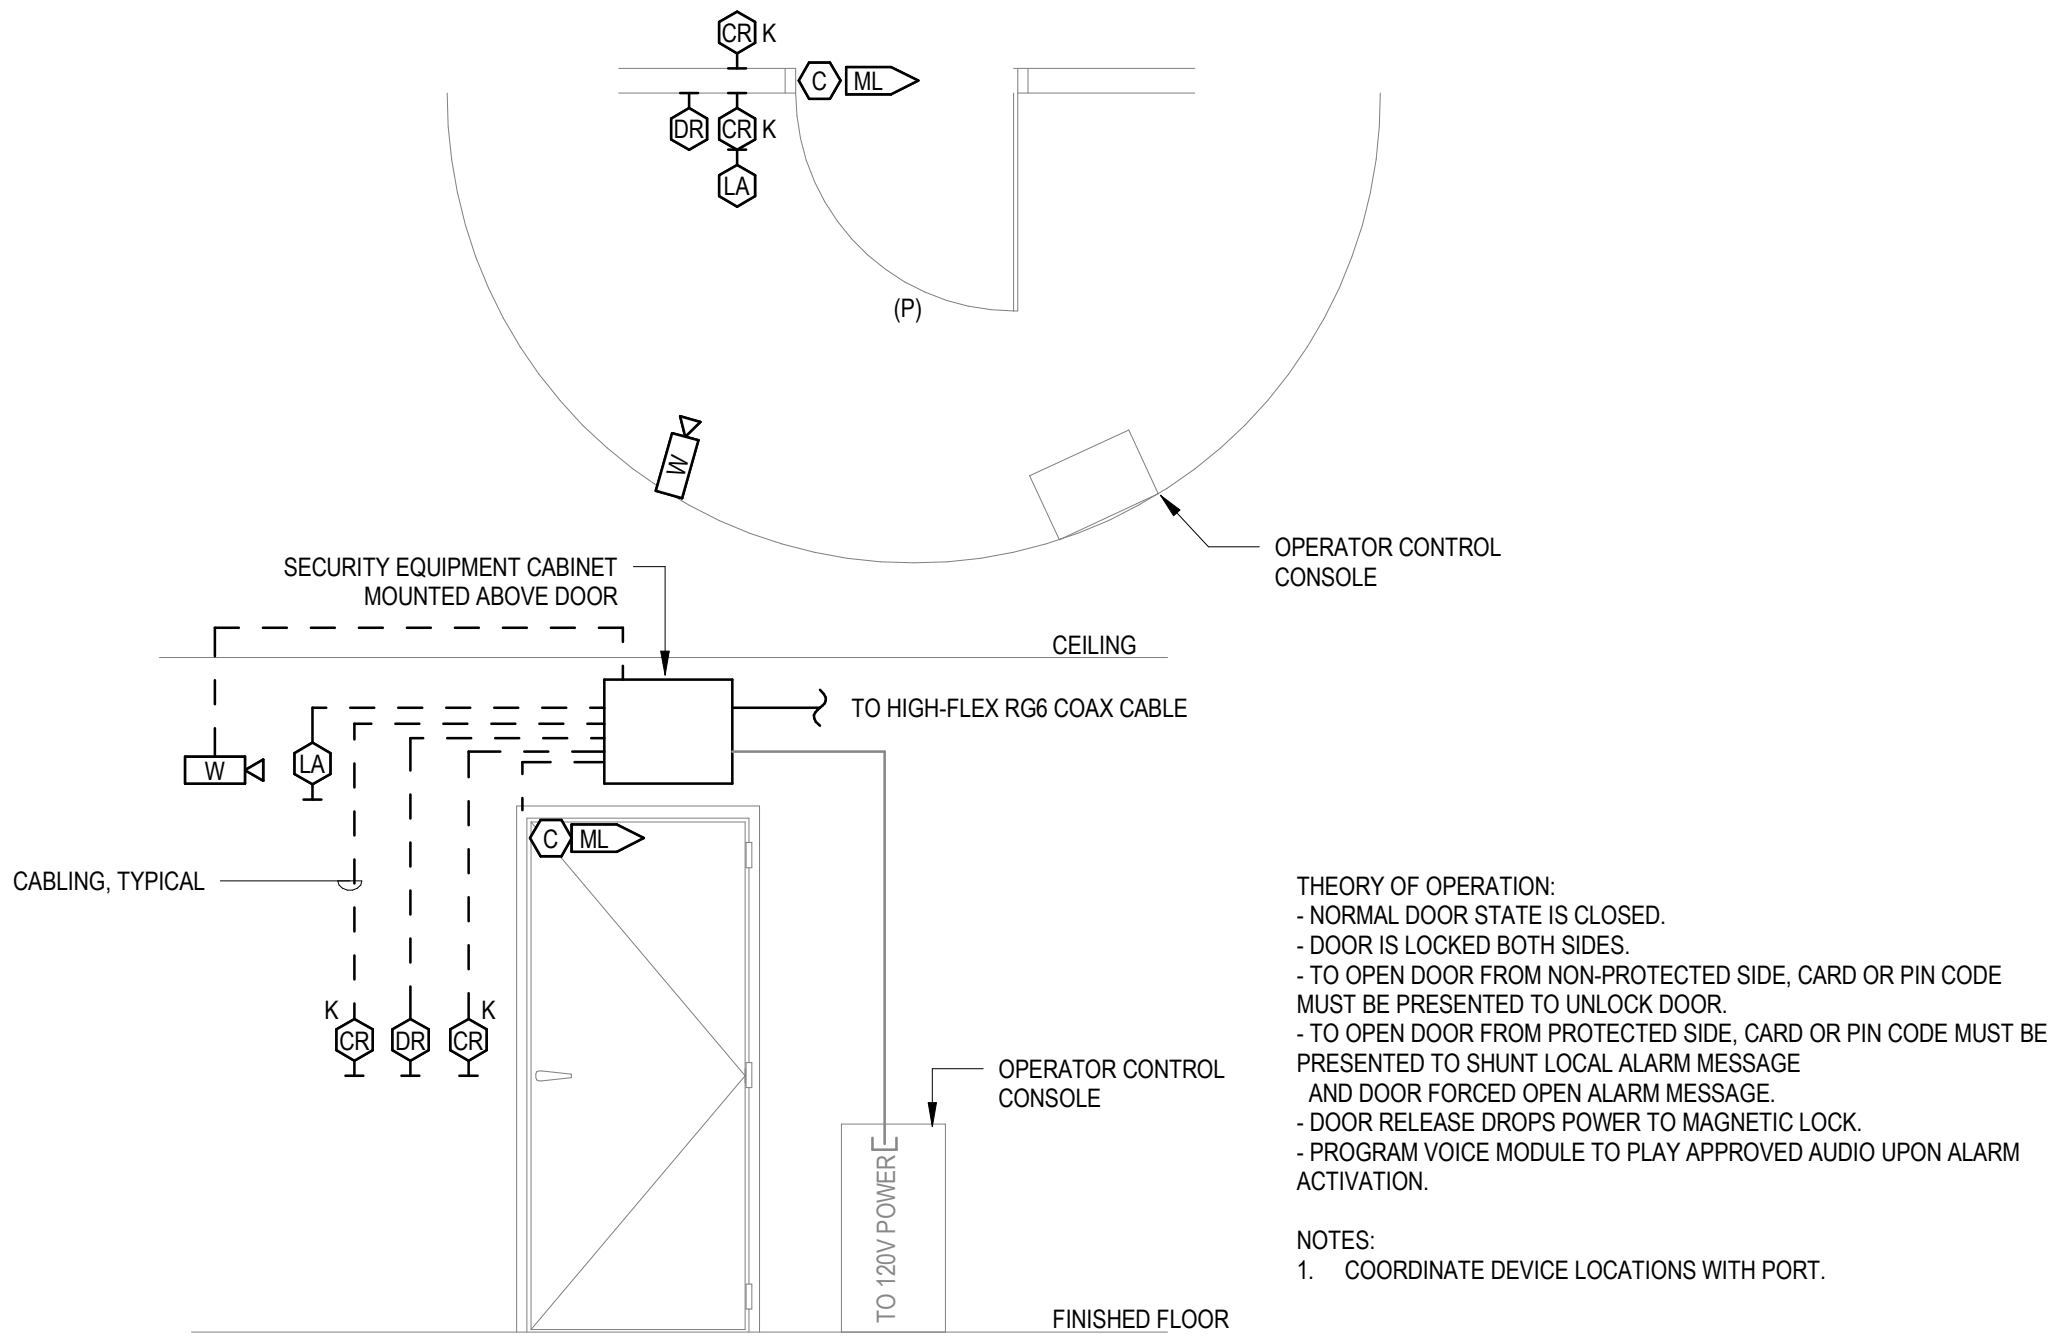 CR K
C ML
DR CR K
LA
(P)
W
OPERATOR CONTROL
CONSOLE
SECURITY EQUIPMENT CABINET
MOUNTED ABOVE DOOR
CEILING
TO HIGH-FLEX RG6 COAX CABLE
W LA
C ML
CABLING, TYPICAL
K K
CR DR CR
OPERATOR CONTROL
CONSOLE
TO 120V POWER
FINISHED FLOOR
THEORY OF OPERATION:
- NORMAL DOOR STATE IS CLOSED.
- DOOR IS LOCKED BOTH SIDES.
- TO OPEN DOOR FROM NON-PROTECTED SIDE, CARD OR PIN CODE
MUST BE PRESENTED TO UNLOCK DOOR.
- TO OPEN DOOR FROM PROTECTED SIDE, CARD OR PIN CODE MUST BE
PRESENTED TO SHUNT LOCAL ALARM MESSAGE
AND DOOR FORCED OPEN ALARM MESSAGE.
- DOOR RELEASE DROPS POWER TO MAGNETIC LOCK.
- PROGRAM VOICE MODULE TO PLAY APPROVED AUDIO UPON ALARM
ACTIVATION.
NOTES:
1. COORDINATE DEVICE LOCATIONS WITH PORT.